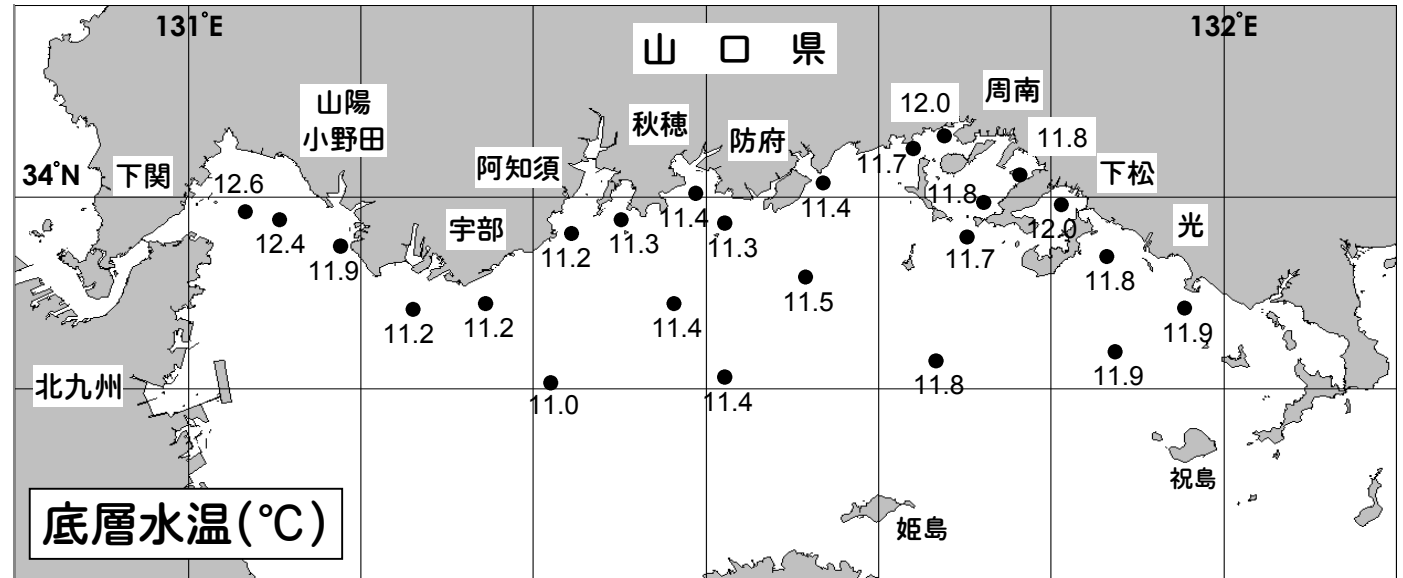 131°E
132°E
山 口 県
山陽
小野田
秋穂
防府
12.0
周南
11.8
11.7
34°N
下関
12.6
阿知須
下松
11.8
11.4
11.4
12.4
宇部
11.3
11.3
12.0
光
11.9
11.2
11.7
11.8
11.5
11.2
11.2
11.4
11.9
北九州
11.0
11.4
11.8
11.9
祝島
底層水温(℃)
姫島